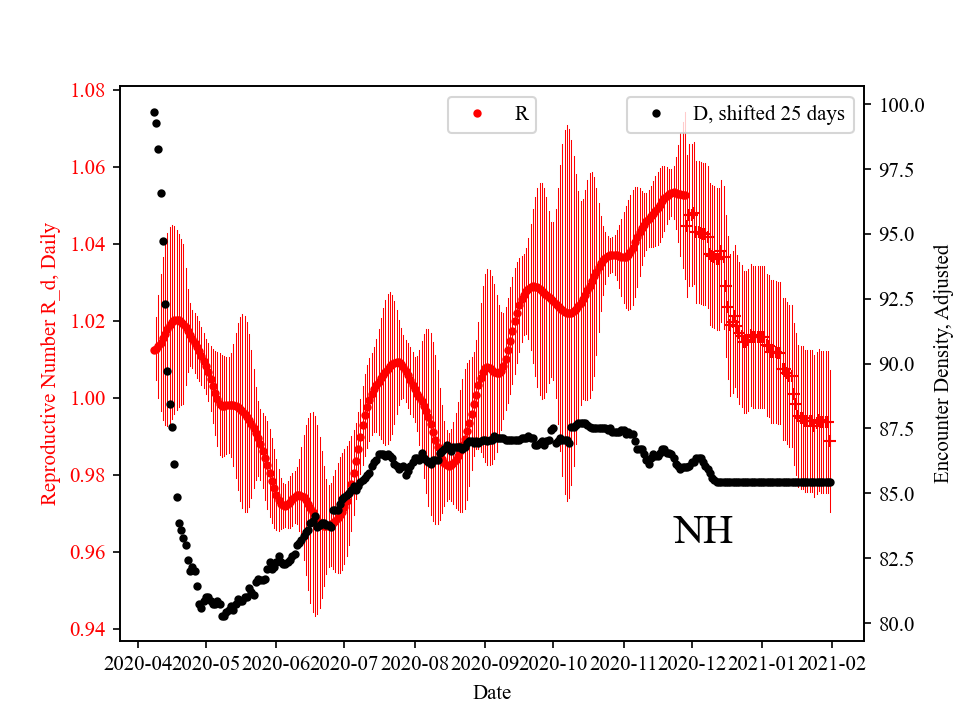 R
D, shifted 25 days
Reproductive Number R_d, Daily
1.08
1.06
1.04
1.02
1.00
0.98
0.96
0.94
100.0
97.5
95.0
92.5
90.0
87.5
85.0
82.5
80.0
Encounter Density, Adjusted
NH
2020-04 2020-05 2020-06 2020-07 2020-08 2020-09 2020-10 2020-11 2020-12 2021-01 2021-02
Date